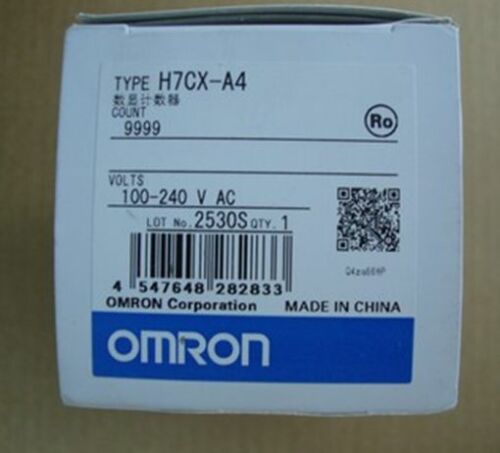 TYPE H7CX-A4
数显计数器
COUNT
9999
Ro
VOLTS
100-240 V AC
LOT No. 2530S QTY. 1
4 547648 282833
OMRON Corporation MADE IN CHINA
OMRON